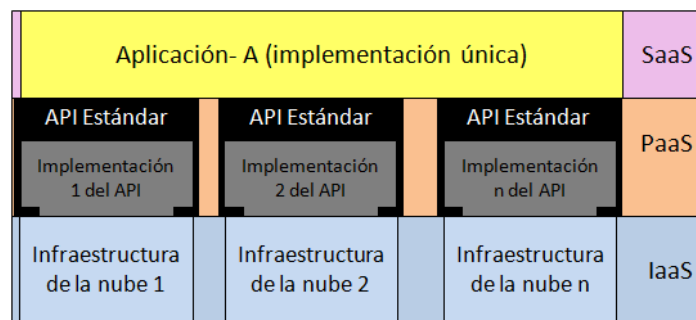 Aplicación- A (implementación única)
SaaS
API Estándar
API Estándar
API Estándar
PaaS
Implementación
1 del API
Implementación
2 del API
Implementación
n del API
Infraestructura
de la nube 1
Infraestructura
de la nube 2
Infraestructura
de la nube n
IaaS